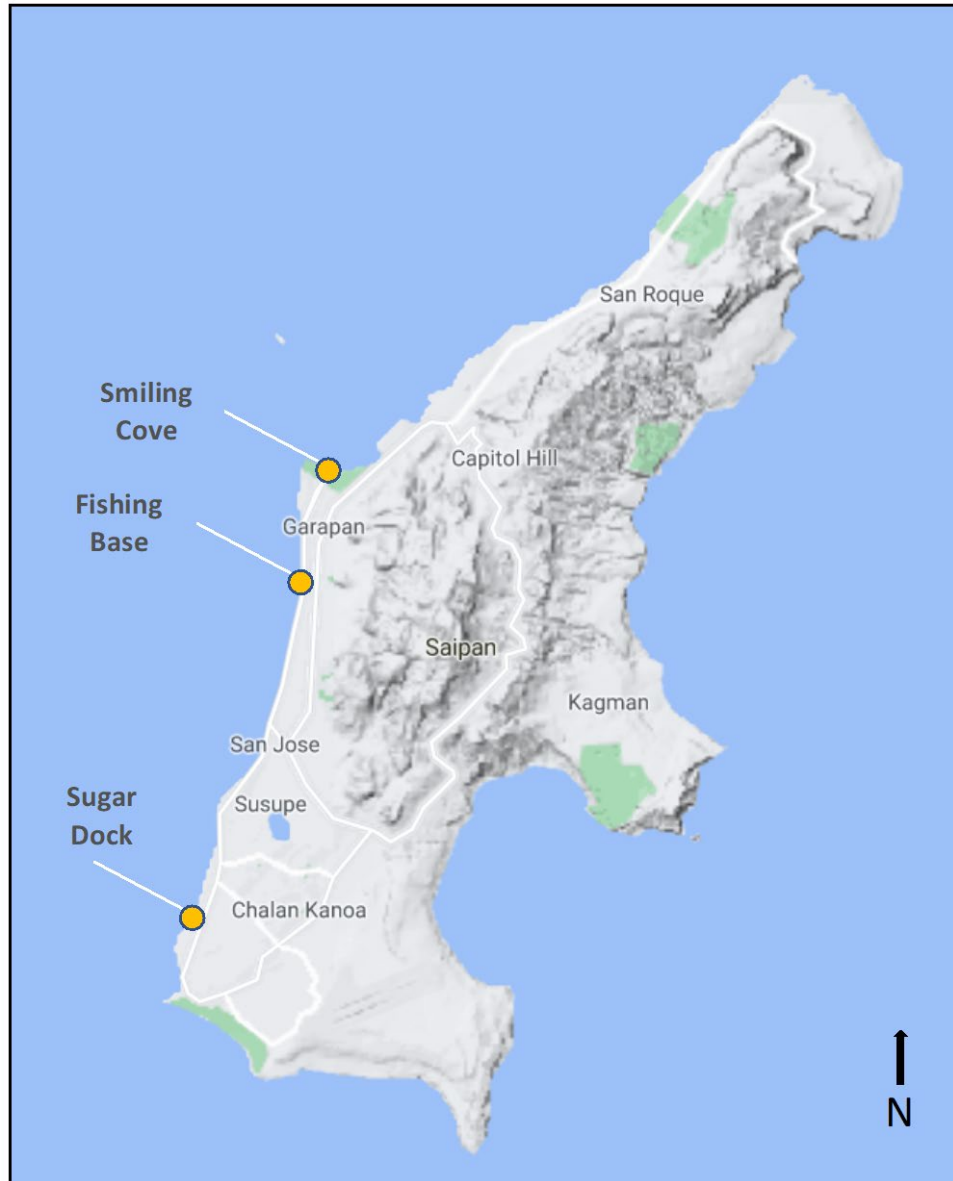 San Roque
Smiling
Cove
Capitol Hill
Fishing
Base
Garapan
Saipan
Kagman
San Jose
Sugar
Dock
Susupe
Chalan Kanoa
N